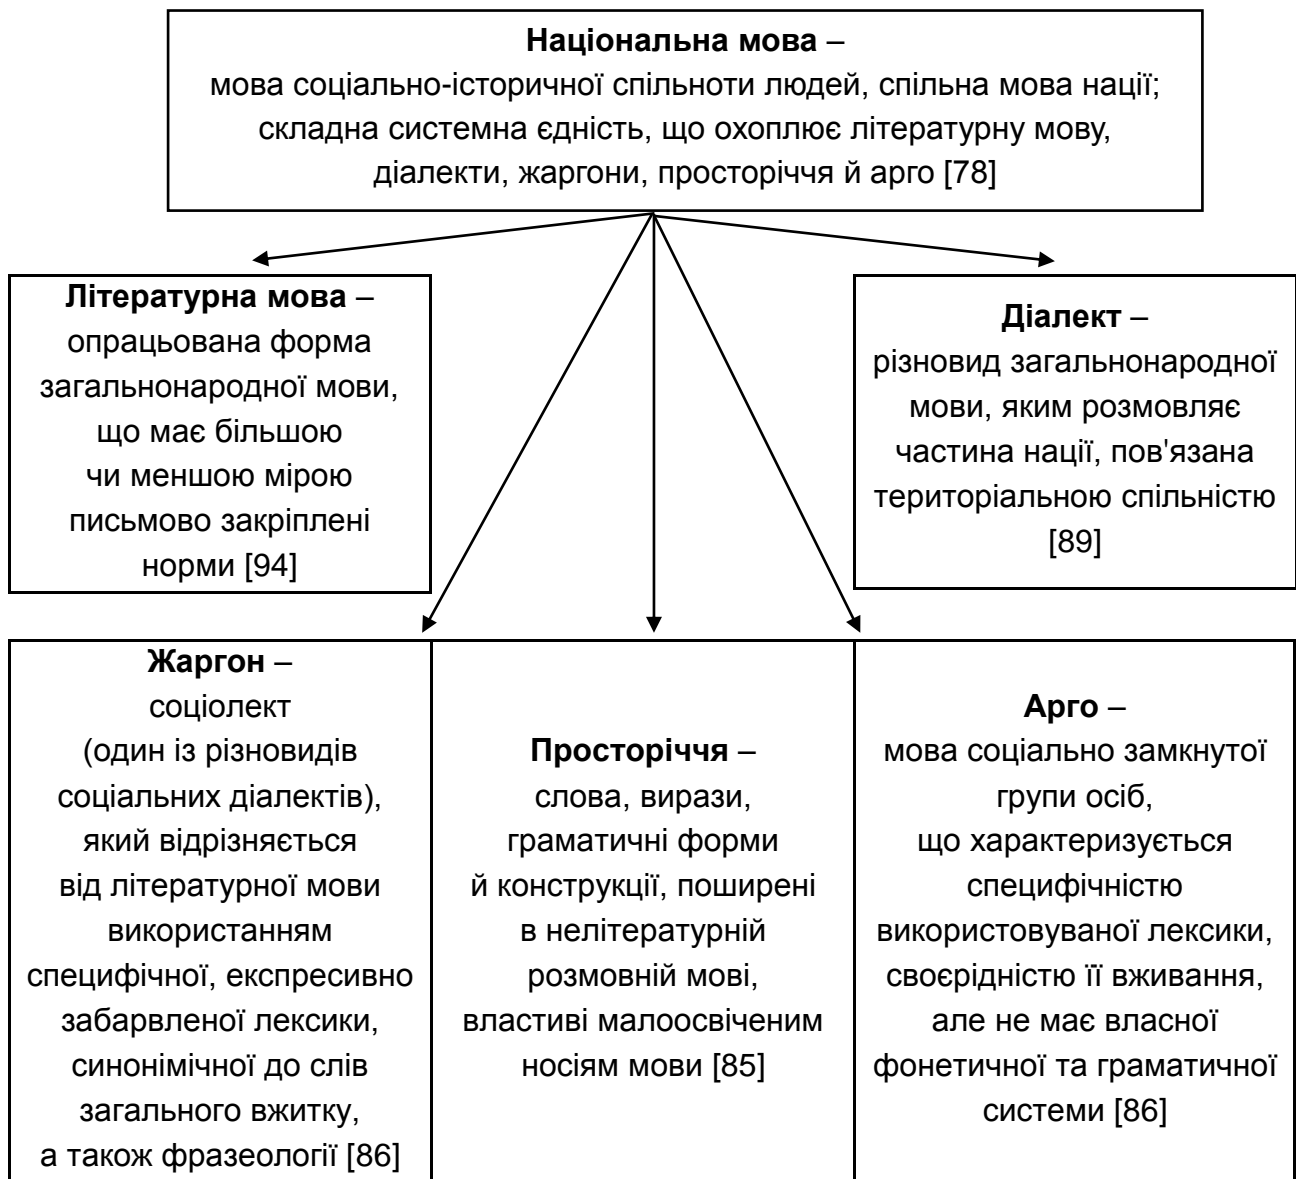 Національна мова –
мова соціально-історичної спільноти людей, спільна мова нації;
складна системна єдність, що охоплює літературну мову,
діалекти, жаргони, просторіччя й арго [78]
Літературна мова –
опрацьована форма
загальнонародної мови,
що має більшою
чи меншою мірою
письмово закріплені
норми [94]
Діалект –
різновид загальнонародної
мови, яким розмовляє
частина нації, пов'язана
територіальною спільністю
[89]
Жаргон –
соціолект
(один із різновидів
соціальних діалектів),
який відрізняється
від літературної мови
використанням
специфічної, експресивно
забарвленої лексики,
синонімічної до слів
загального вжитку,
а також фразеології [86]
Просторіччя –
слова, вирази,
граматичні форми
й конструкції, поширені
в нелітературній
розмовній мові,
властиві малоосвіченим
носіям мови [85]
Арго –
мова соціально замкнутої
групи осіб,
що характеризується
специфічністю
використовуваної лексики,
своєрідністю її вживання,
але не має власної
фонетичної та граматичної
системи [86]